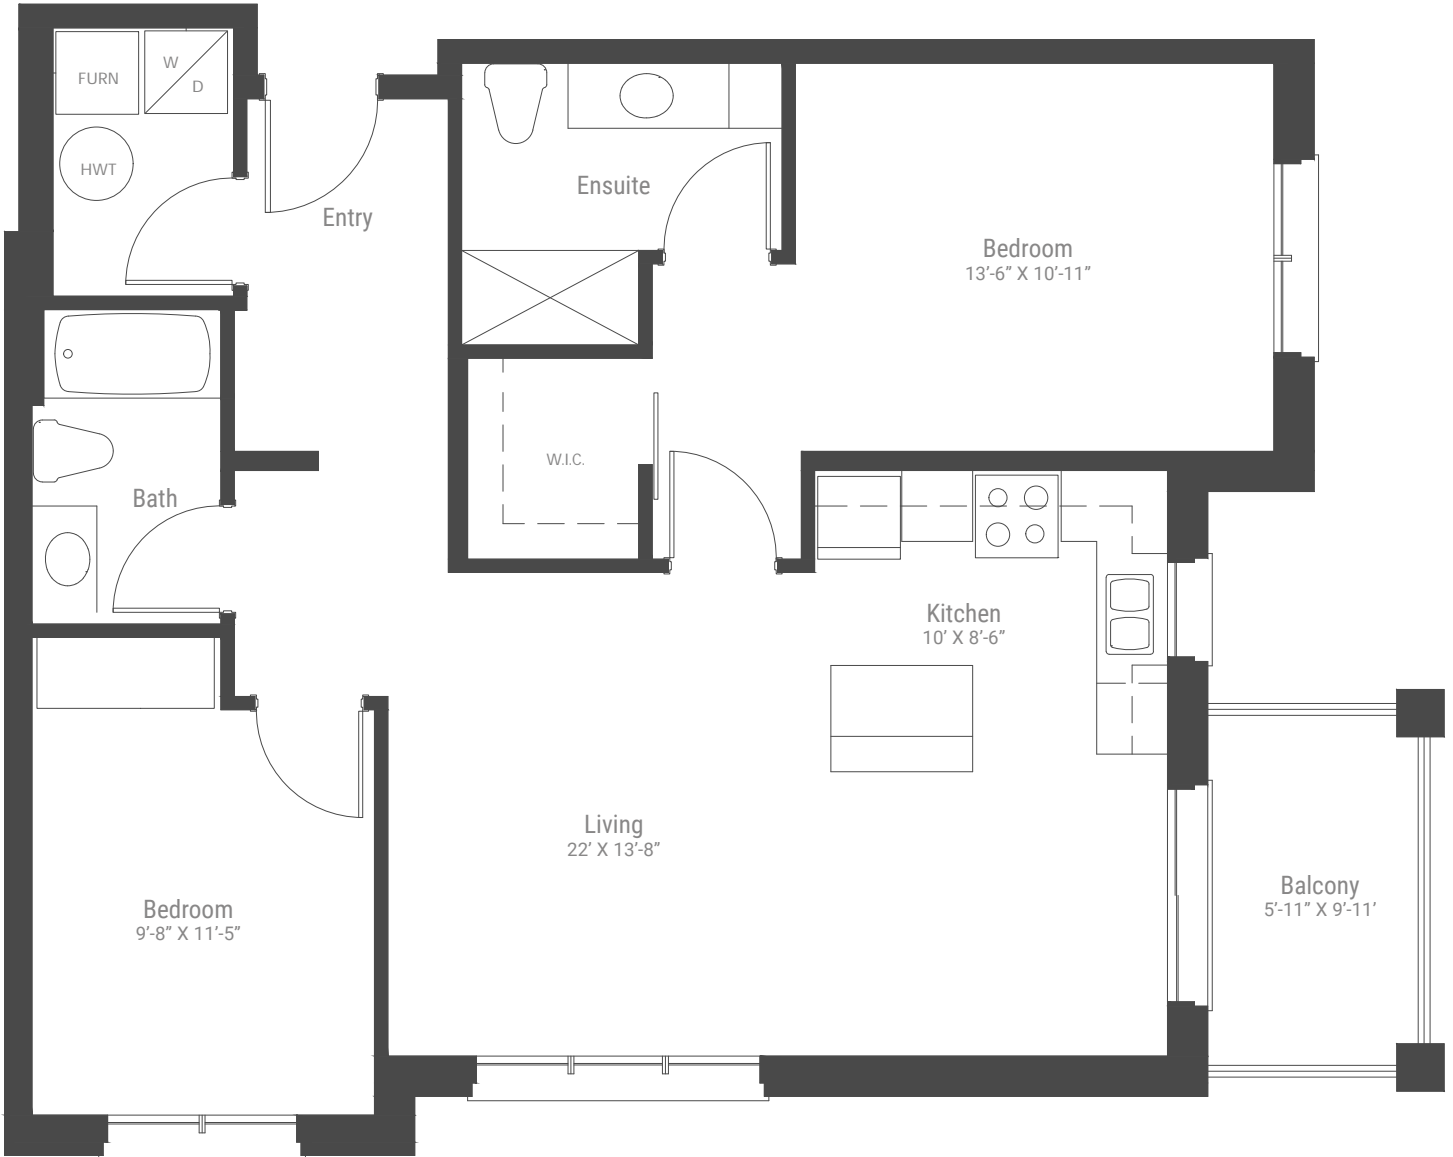 FURN
W
D
HWT
Entry
Ensuite
Bedroom
13’-6” X 10’-11”
W.I.C.
Bath
Kitchen
10’ X 8’-6”
Living
22’ X 13’-8”
Bedroom
9’-8” X 11’-5”
Balcony
5’-11” X 9’-11’